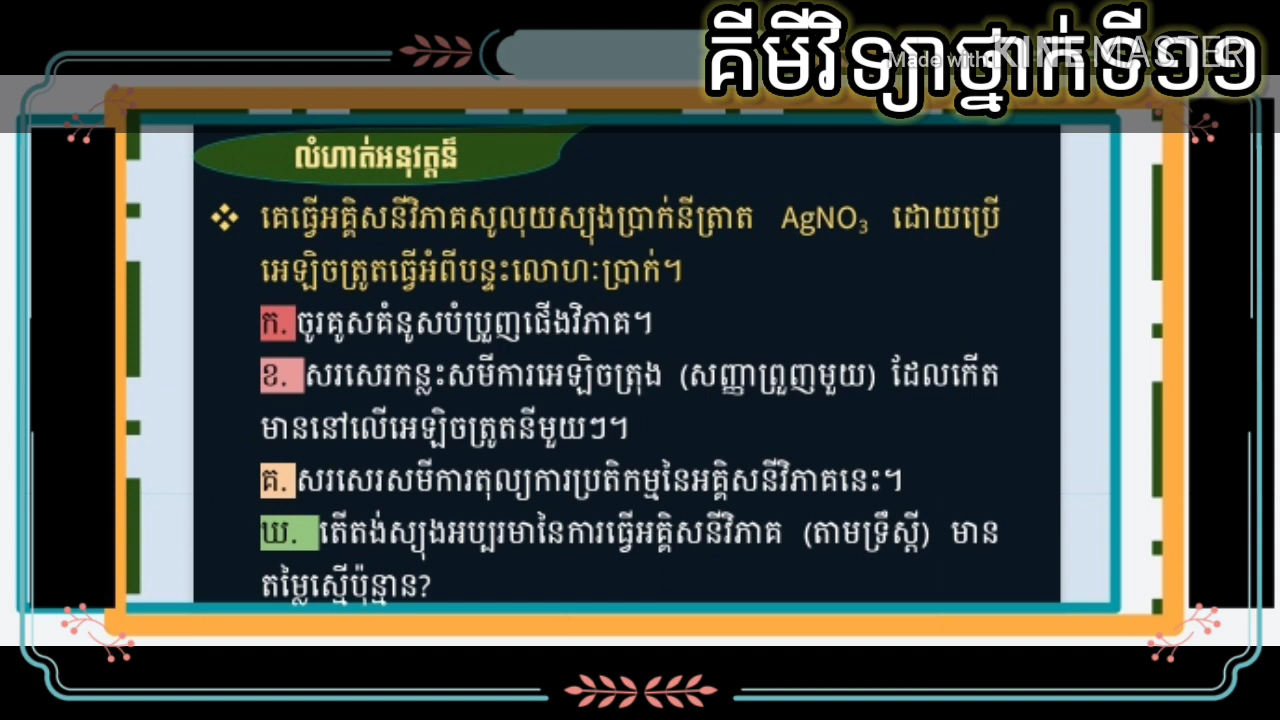 គីមីវិទ្យាថ្នាក់ទី១១
Made with KINEMASTER
លំហាត់អនុវត្តន៏
❖ គេធ្វើអគ្គិសនីវិភាគសូលុយស្យុងប្រាក់នីត្រាត AgNO₃ ដោយប្រើ
អេឡិចត្រូតធ្វើអំពីបន្ទះលោហៈប្រាក់។
ក. ចូរគូសគំនូសបំប្រួញផើងវិភាគ។
ខ. សរសេរកន្លះសមីការអេឡិចត្រុង (សញ្ញាព្រួញមួយ) ដែលកើត
មាននៅលើអេឡិចត្រូតនីមួយៗ។
គ. សរសេរសមីការតុល្យការប្រតិកម្មនៃអគ្គិសនីវិភាគនេះ។
ឃ. តើតង់ស្យុងអប្បរមានៃការធ្វើអគ្គិសនីវិភាគ (តាមទ្រឹស្តី) មាន
តម្លៃស្មើប៉ុន្មាន?